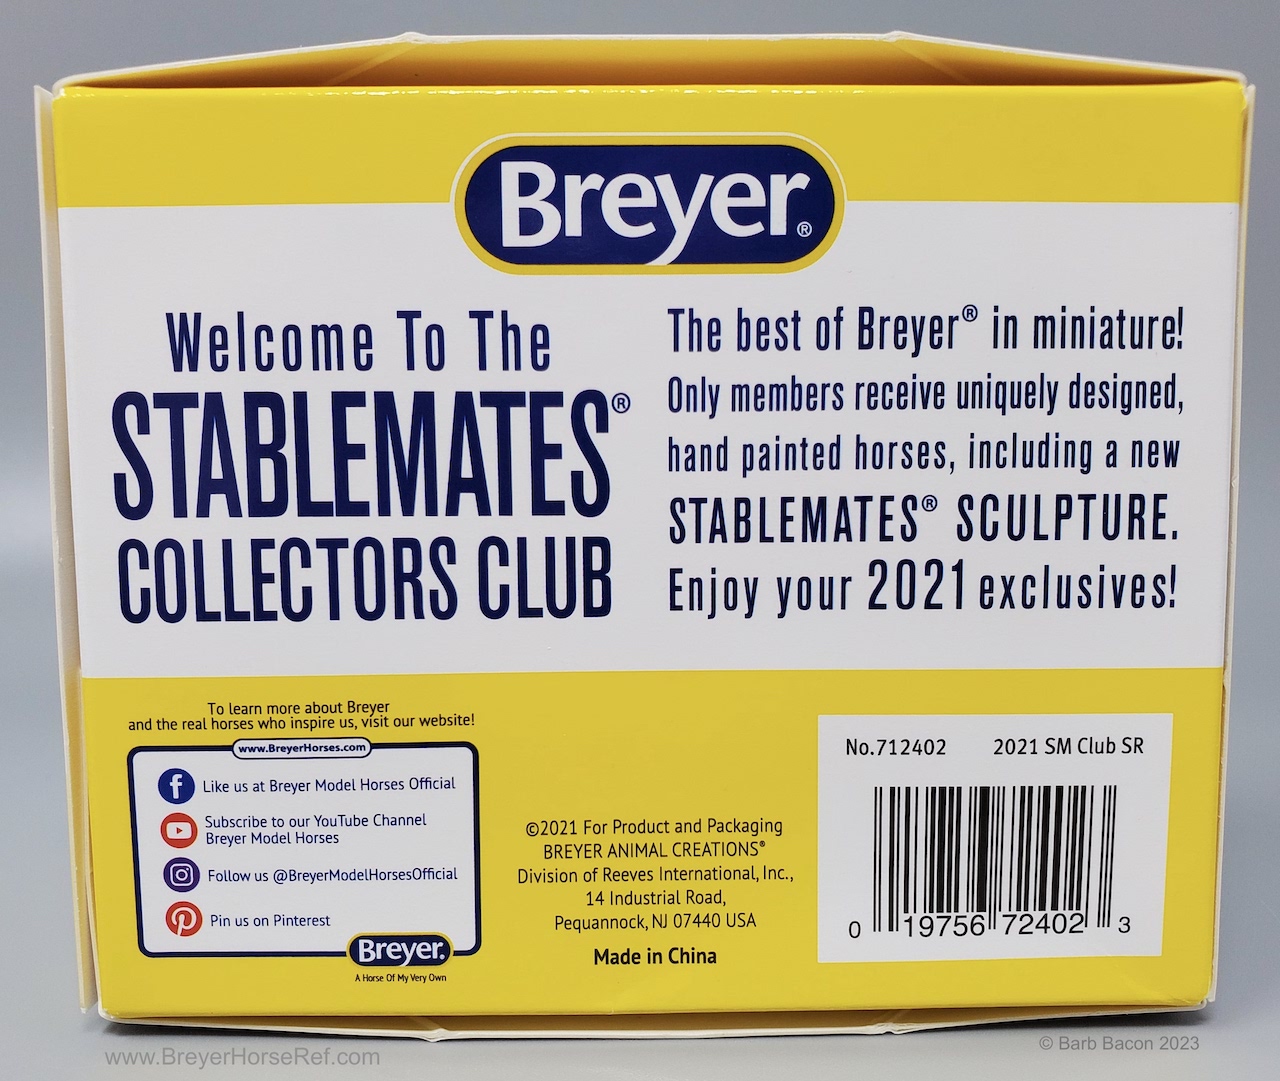 Breyer®
Welcome To The
STABLEMATES®
COLLECTORS CLUB
The best of Breyer® in miniature!
Only members receive uniquely designed,
hand painted horses, including a new
STABLEMATES® SCULPTURE.
Enjoy your 2021 exclusives!
To learn more about Breyer
and the real horses who inspire us, visit our website!
www.BreyerHorses.com
f Like us at Breyer Model Horses Official
Subscribe to our YouTube Channel
Breyer Model Horses
Follow us @BreyerModelHorsesOfficial
Pin us on Pinterest
Breyer.
A Horse Of My Very Own
©2021 For Product and Packaging
BREYER ANIMAL CREATIONS®
Division of Reeves International, Inc.,
14 Industrial Road,
Pequannock, NJ 07440 USA
Made in China
No.712402 2021 SM Club SR
0 19756 72402 3
www.BreyerHorseRef.com
© Barb Bacon 2023